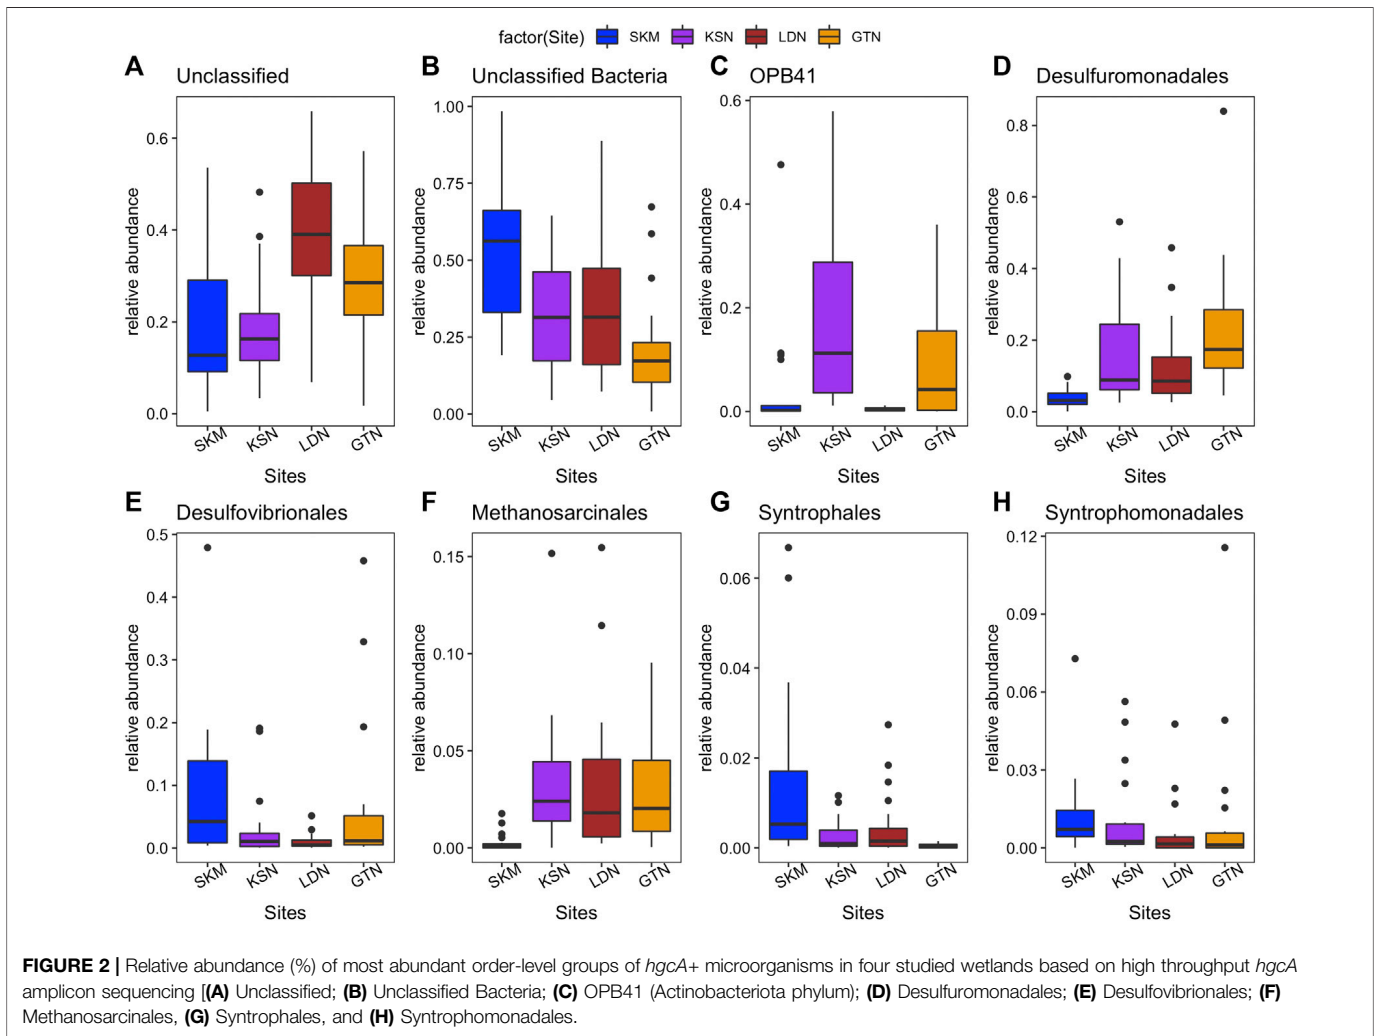 factor(Site) SKM KSN LDN GTN
A Unclassified
relative abundance
0.6
0.4
0.2
0.0
SKM KSN LDN GTN
Sites
B Unclassified Bacteria
relative abundance
1.00
0.75
0.50
0.25
0.00
SKM KSN LDN GTN
Sites
C OPB41
relative abundance
0.6
0.4
0.2
0.0
SKM KSN LDN GTN
Sites
D Desulfuromonadales
relative abundance
0.8
0.6
0.4
0.2
0.0
SKM KSN LDN GTN
Sites
E Desulfovibrionales
relative abundance
0.5
0.4
0.3
0.2
0.1
0.0
SKM KSN LDN GTN
Sites
F Methanosarcinales
relative abundance
0.15
0.10
0.05
0.00
SKM KSN LDN GTN
Sites
G Syntrophales
relative abundance
0.06
0.04
0.02
0.00
SKM KSN LDN GTN
Sites
H Syntrophomonadales
relative abundance
0.12
0.09
0.06
0.03
0.00
SKM KSN LDN GTN
Sites
FIGURE 2 | Relative abundance (%) of most abundant order-level groups of hgcA+ microorganisms in four studied wetlands based on high throughput hgcA
amplicon sequencing [(A) Unclassified; (B) Unclassified Bacteria; (C) OPB41 (Actinobacteriota phylum); (D) Desulfuromonadales; (E) Desulfovibrionales; (F)
Methanosarcinales, (G) Syntrophales, and (H) Syntrophomonadales.